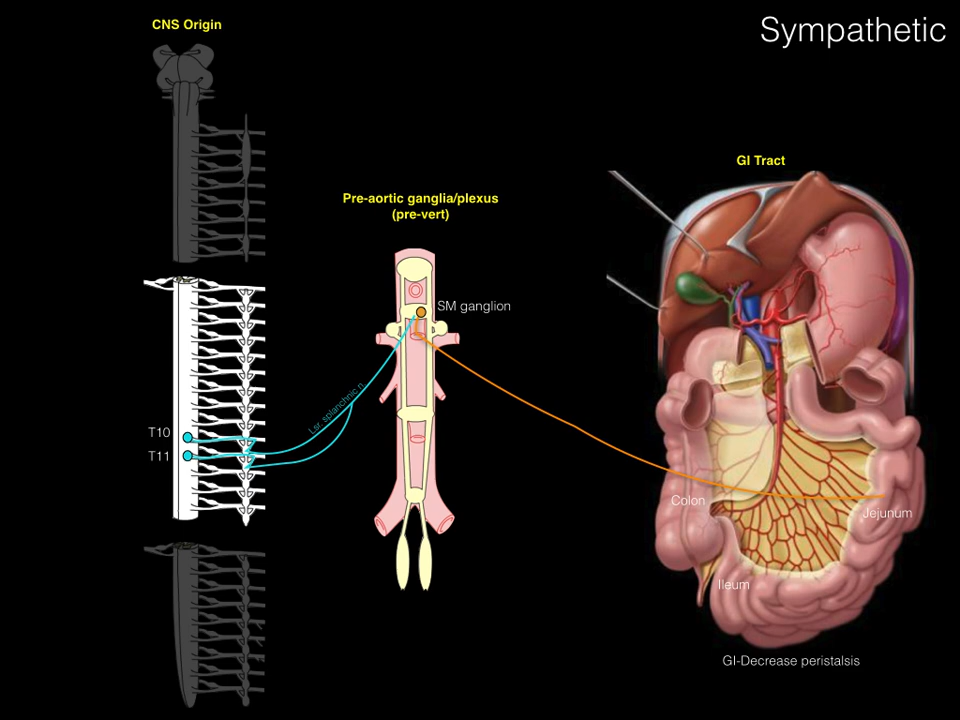 CNS Origin
Sympathetic
GI Tract
Pre-aortic ganglia/plexus
(pre-vert)
SM ganglion
Lsr. splanchnic n.
T10
T11
Colon
Jejunum
Ileum
GI-Decrease peristalsis